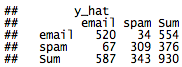 ##        y_hat
##         email spam Sum
##   email   520   34 554
##   spam     67  309 376
##   Sum     587  343 930